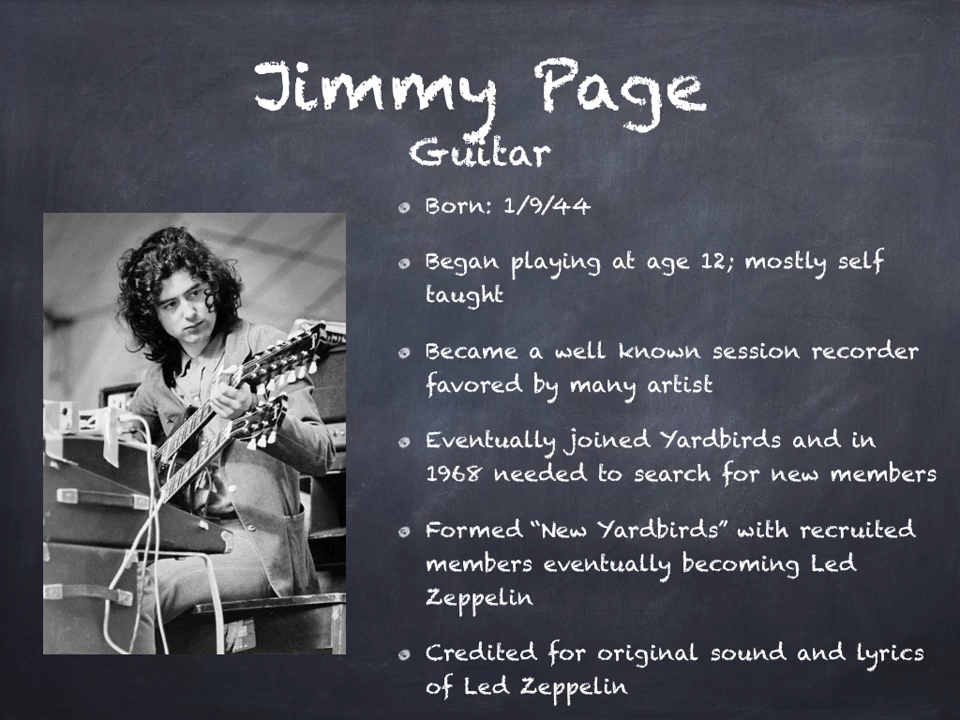 Jimmy Page
Guitar
Born: 1/9/44
Began playing at age 12; mostly self
taught
Became a well known session recorder
favored by many artist
Eventually joined Yardbirds and in
1968 needed to search for new members
Formed “New Yardbirds” with recruited
members eventually becoming Led
Zeppelin
Credited for original sound and lyrics
of Led Zeppelin